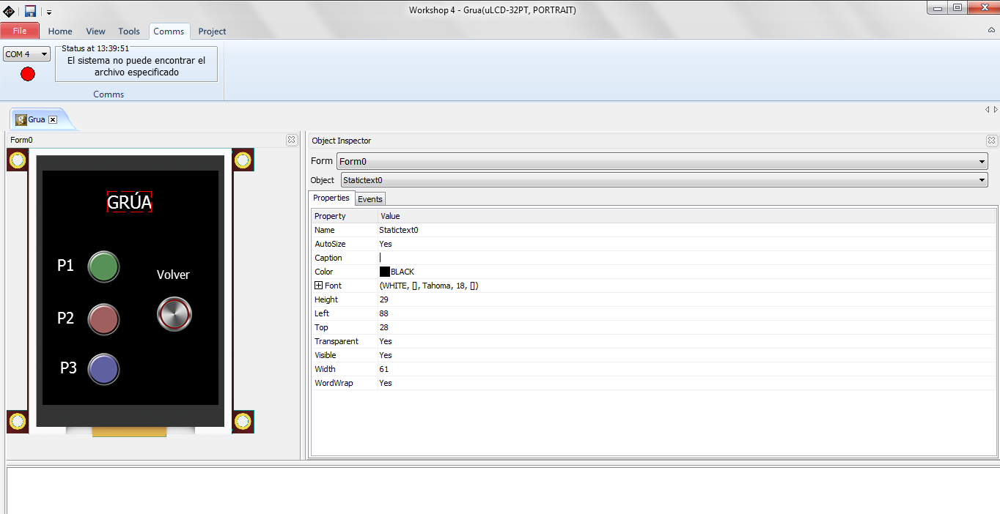 Workshop 4 - Grua(uLCD-32PT, PORTRAIT)
File Home View Tools Comms Project
COM 4
Status at 13:39:51
El sistema no puede encontrar el
archivo especificado
Comms
Grua
Form0
GRÚA
P1
Volver
P2
P3
Object Inspector
Form Form0
Object Statictext0
Properties Events
Property Value
Name Statictext0
AutoSize Yes
Caption
Color BLACK
Font (WHITE, [], Tahoma, 18, [])
Height 29
Left 88
Top 28
Transparent Yes
Visible Yes
Width 61
WordWrap Yes